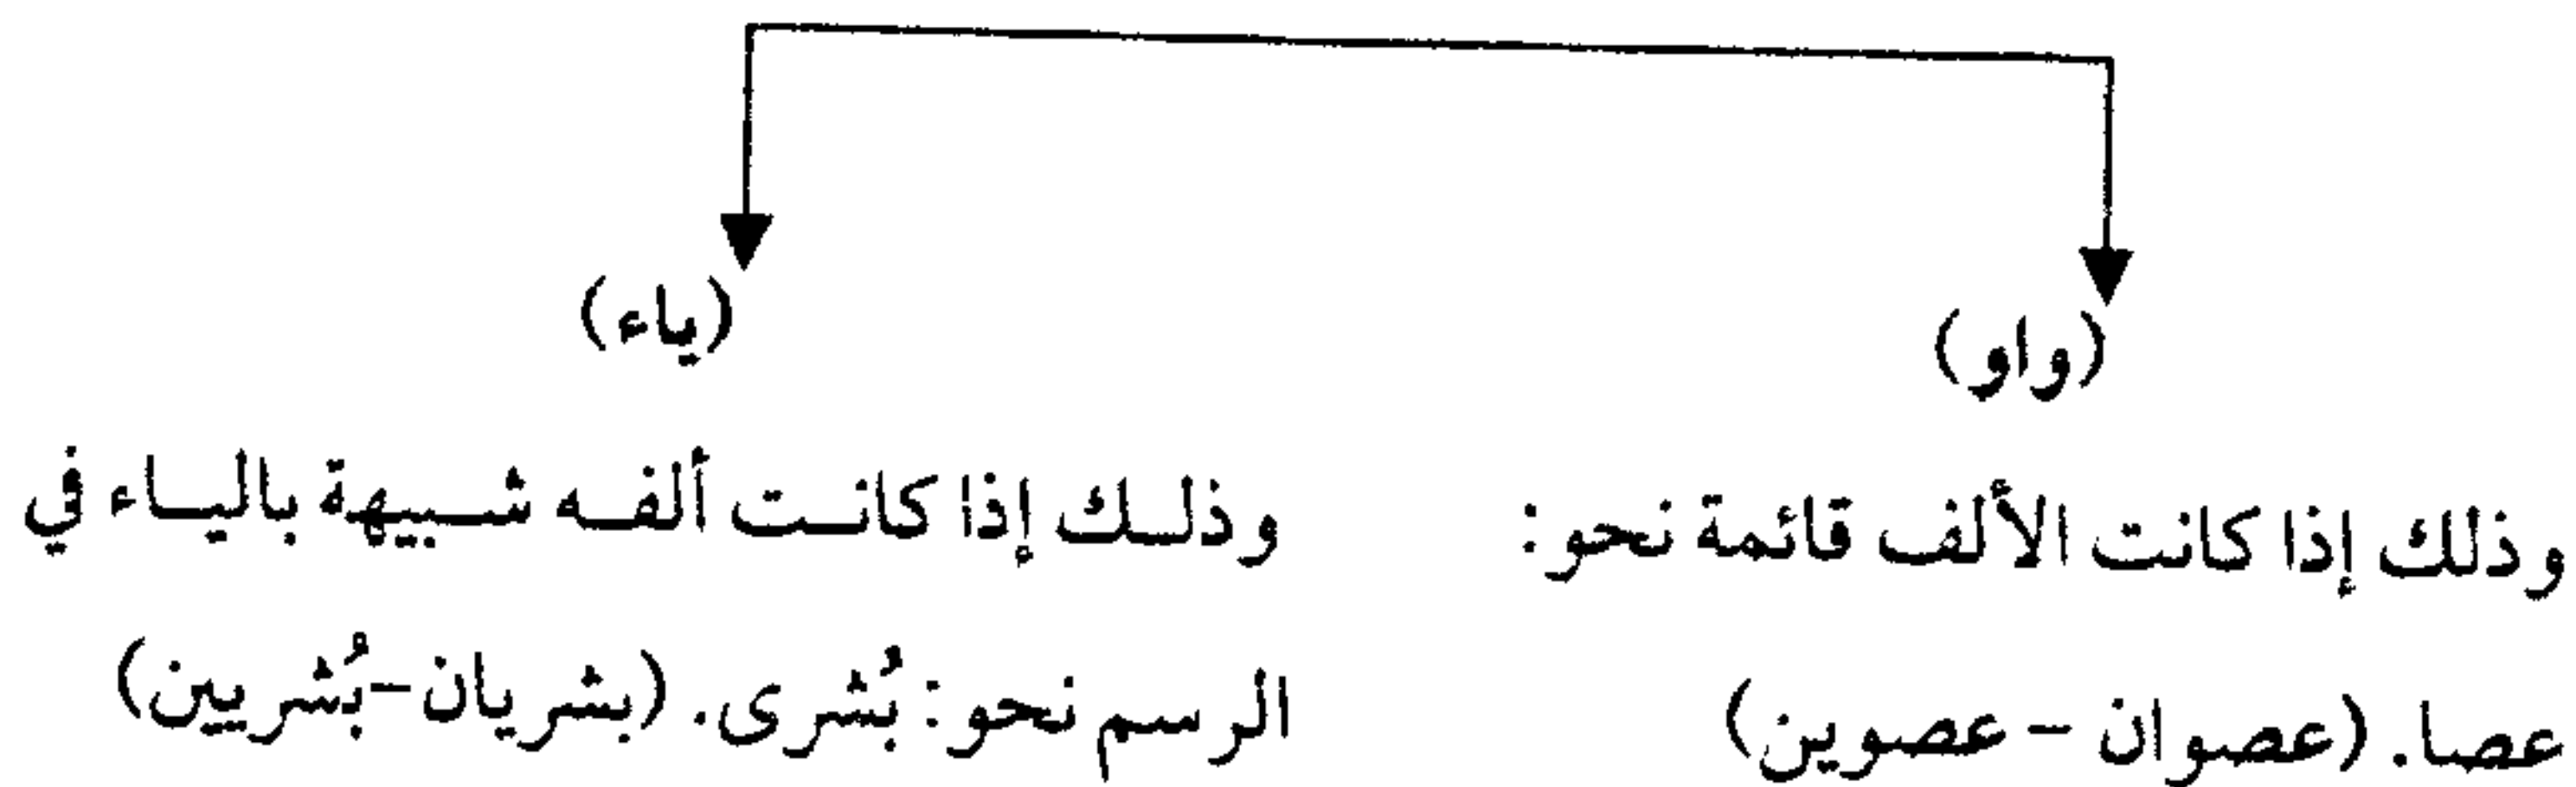 (واو)
وذلك إذا كانت الألف قائمة نحو:
عصا. (عصوان - عصوين)
(ياء)
وذلك إذا كانت ألفه شبيهة بالياء في
الرسم نحو: بُشرى. (بشريان-بُشريين)